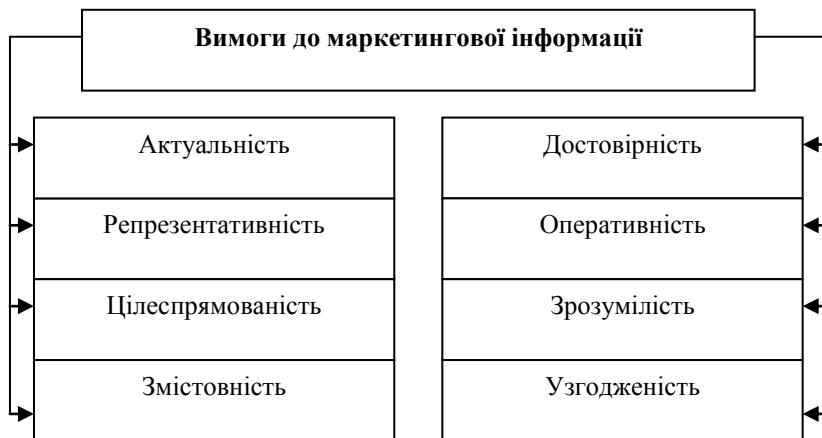 Вимоги до маркетингової інформації
Актуальність
Достовірність
Репрезентативність
Оперативність
Цілеспрямованість
Зрозумілість
Змістовність
Узгодженість